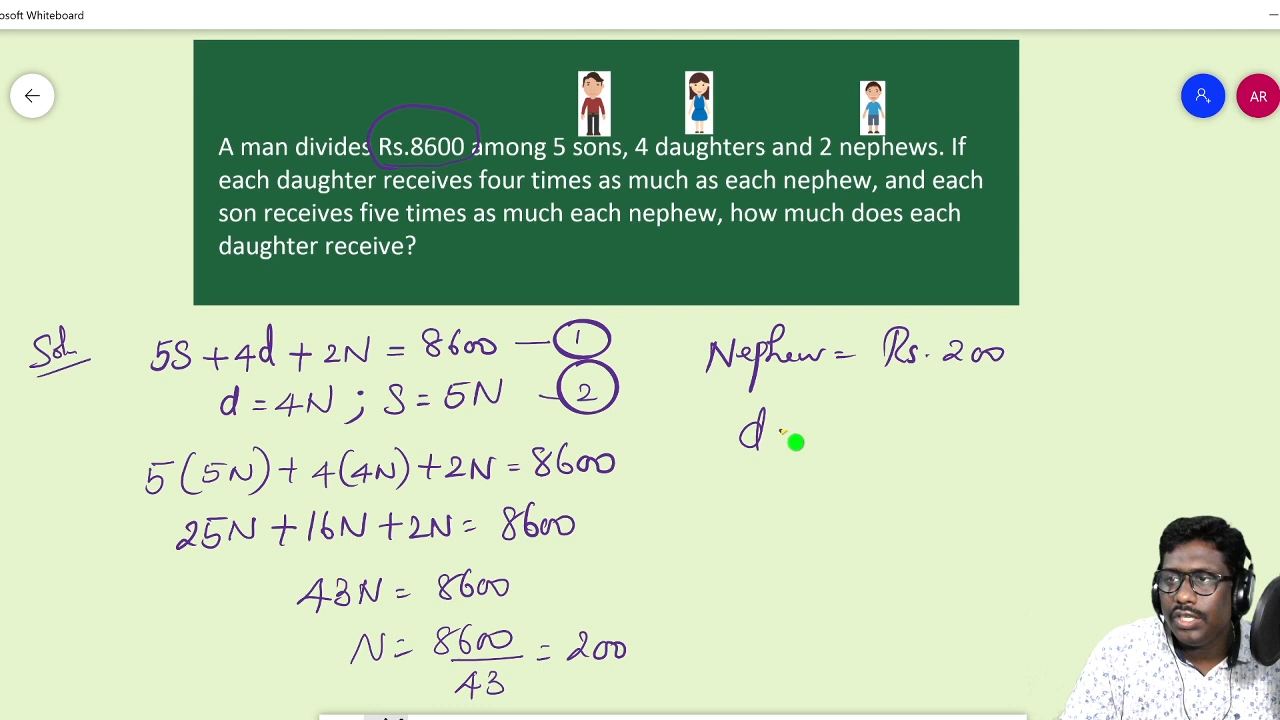 osoft Whiteboard
AR
A man divides Rs.8600 among 5 sons, 4 daughters and 2 nephews. If
each daughter receives four times as much as each nephew, and each
son receives five times as much each nephew, how much does each
daughter receive?
Soln
5S + 4d + 2N = 8600 — 1
d = 4N ; S = 5N — 2
5(5N) + 4(4N) + 2N = 8600
25N + 16N + 2N = 8600
43N = 8600
N = 8600/43 = 200
Nephew = Rs. 200
d